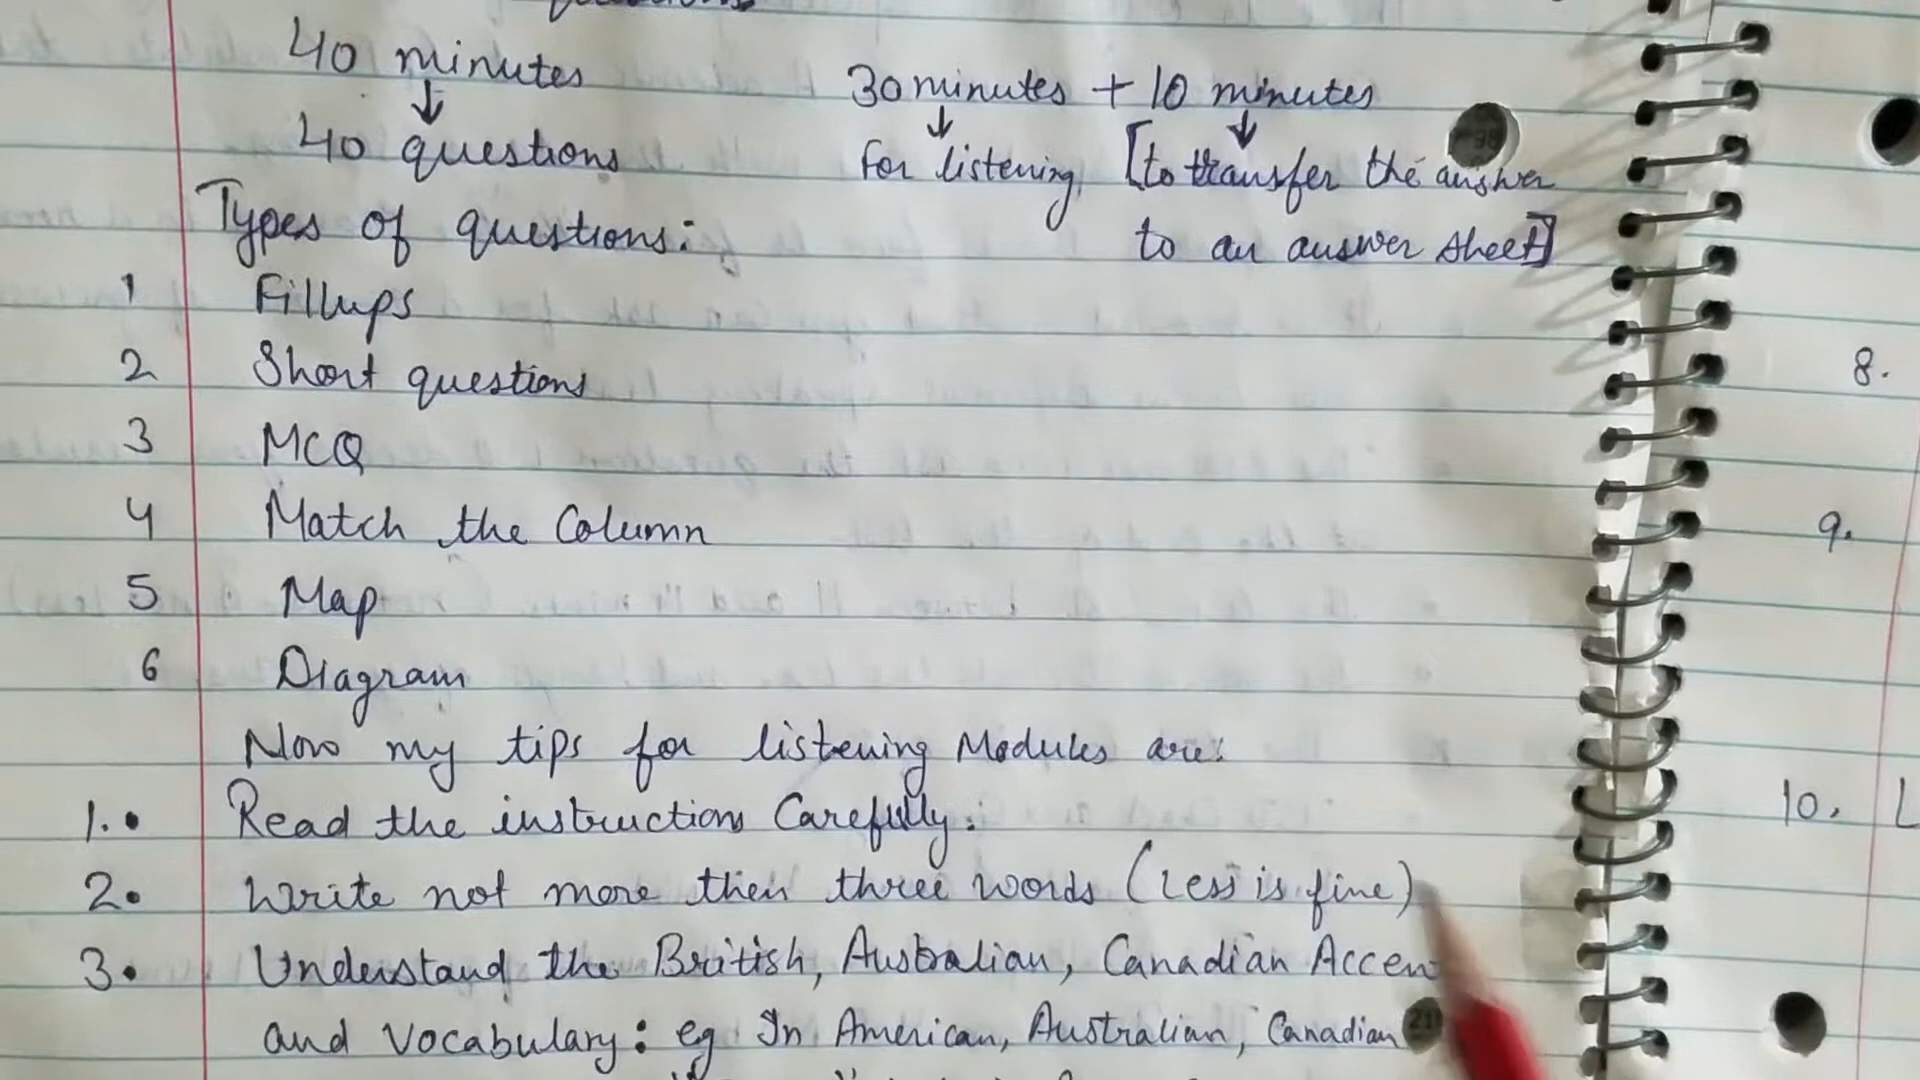 40 minutes
30 minutes + 10 minutes
↓ ↓ ↓
40 questions
for listening [to transfer the answer
to an answer sheet]
Types of questions:
1 Fillups
2 Short questions
3 MCQ
4 Match the Column
5 Map
6 Diagram
Now my tips for listening Modules are:
1. Read the instructions Carefully:
2. Write not more then three words (less is fine)
3. Understand the British, Australian, Canadian Accen
and Vocabulary: eg In American, Australian, Canadian
8.
9.
10. L